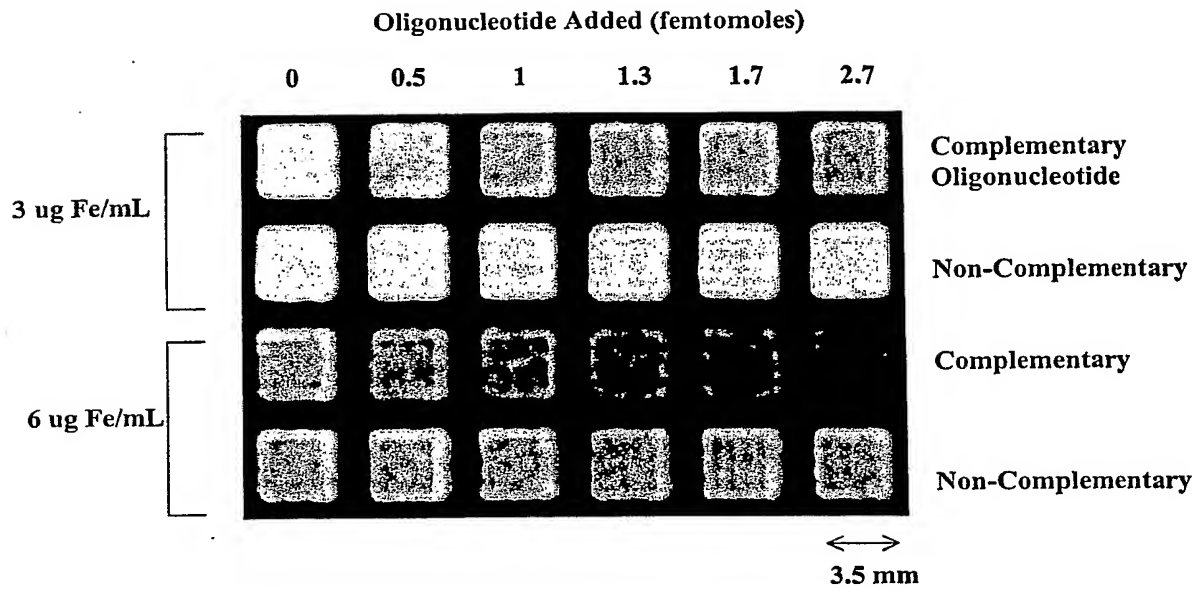 Oligonucleotide Added (femtomoles)
0 0.5 1 1.3 1.7 2.7
3 ug Fe/mL
Complementary
Oligonucleotide
Non-Complementary
6 ug Fe/mL
Complementary
Non-Complementary
3.5 mm